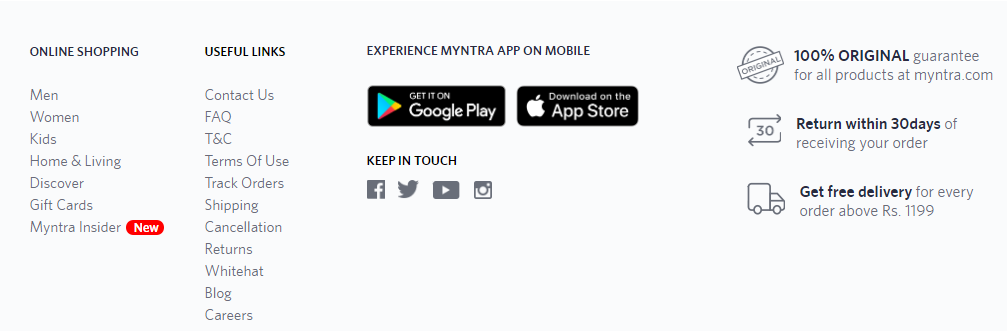 ONLINE SHOPPING
Men
Women
Kids
Home & Living
Discover
Gift Cards
Myntra Insider New
USEFUL LINKS
Contact Us
FAQ
T&C
Terms Of Use
Track Orders
Shipping
Cancellation
Returns
Whitehat
Blog
Careers
EXPERIENCE MYNTRA APP ON MOBILE
GET IT ON
Google Play
Download on the
App Store
KEEP IN TOUCH
ORIGINAL
100% ORIGINAL guarantee
for all products at myntra.com
30
Return within 30days of
receiving your order
Get free delivery for every
order above Rs. 1199